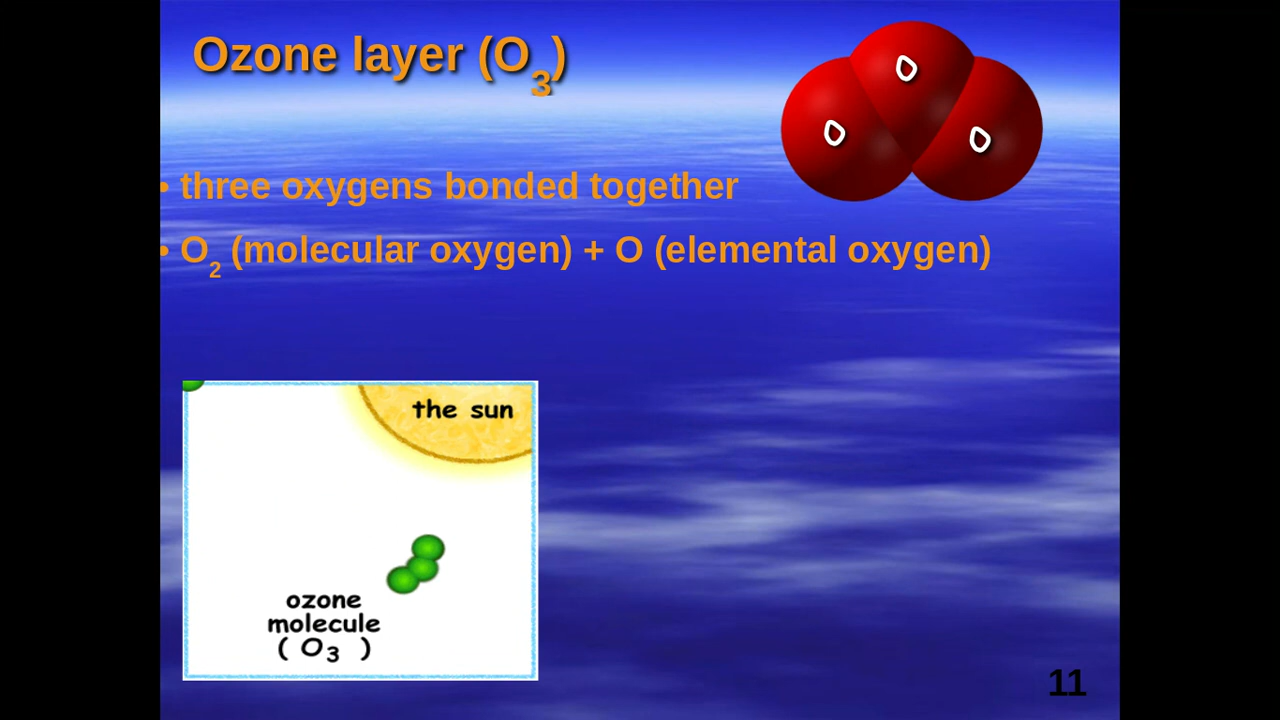 Ozone layer (O₃)
O
O
O
• three oxygens bonded together
• O₂ (molecular oxygen) + O (elemental oxygen)
the sun
ozone
molecule
( O₃ )
11